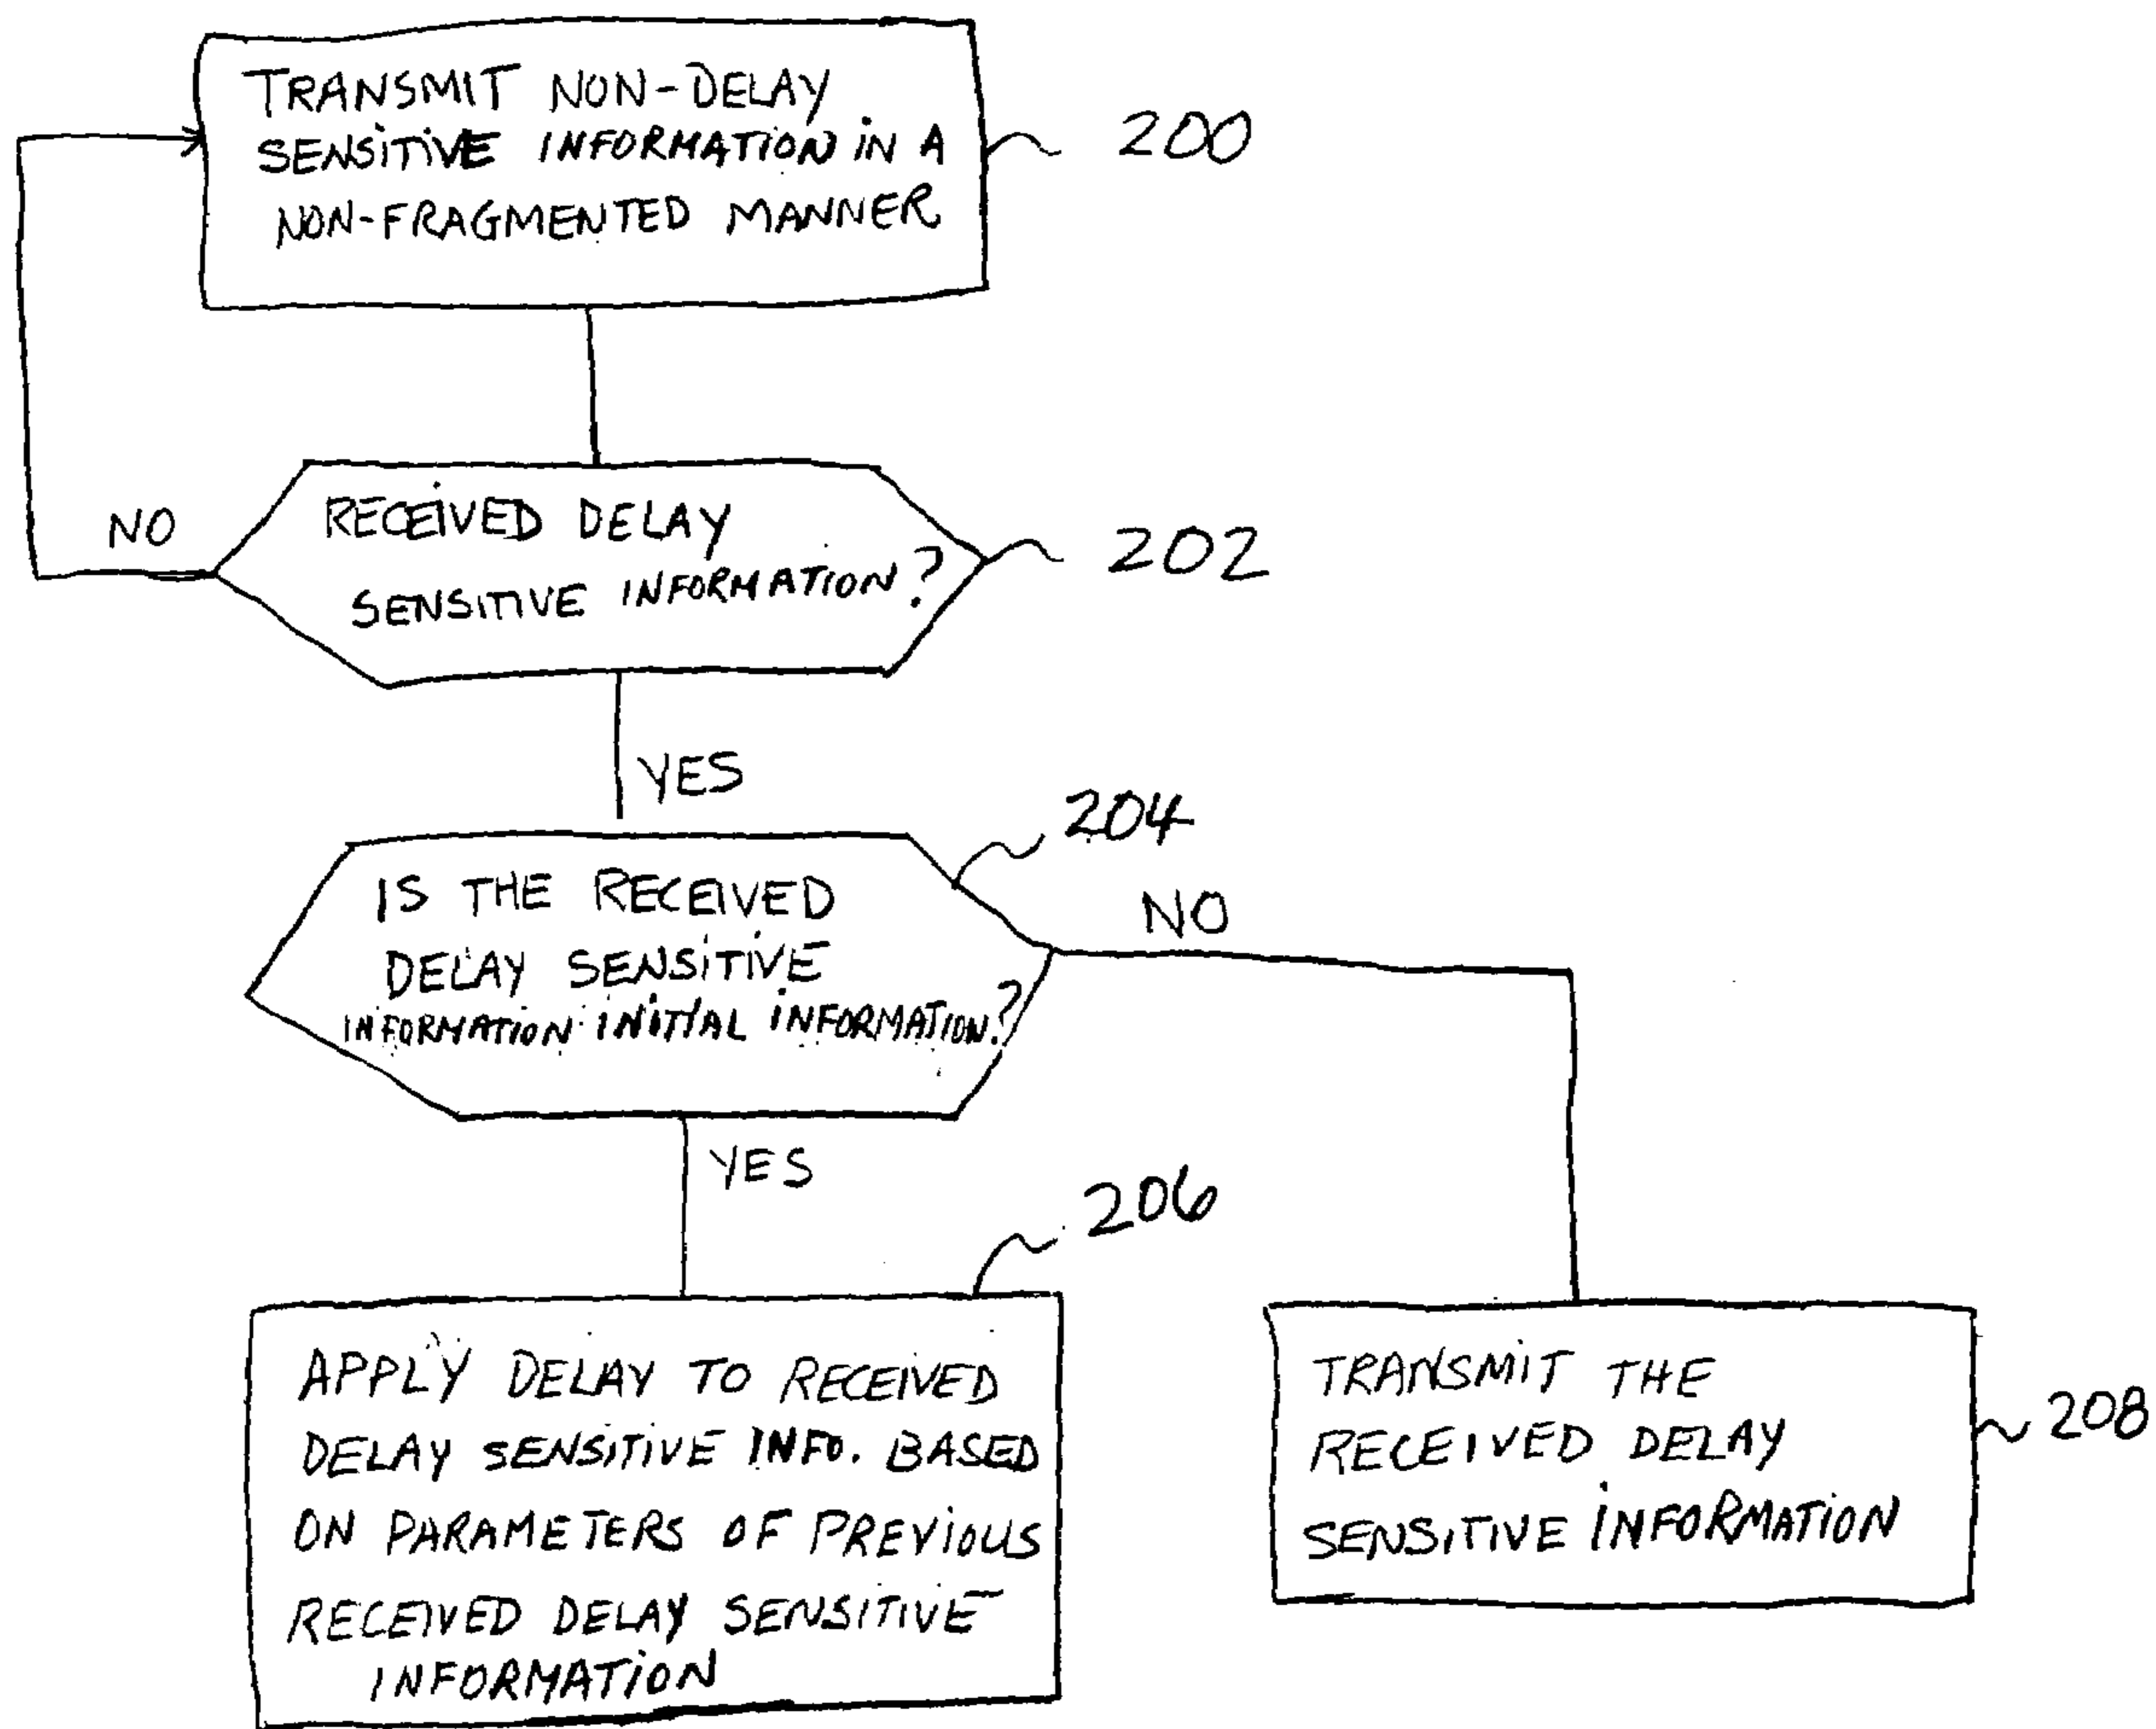 TRANSMIT NON-DELAY
SENSITIVE INFORMATION IN A
NON-FRAGMENTED MANNER
200
NO
RECEIVED DELAY
SENSITIVE INFORMATION?
202
YES
204
IS THE RECEIVED
DELAY SENSITIVE
INFORMATION INITIAL INFORMATION?
NO
YES
206
APPLY DELAY TO RECEIVED
DELAY SENSITIVE INFO. BASED
ON PARAMETERS OF PREVIOUS
RECEIVED DELAY SENSITIVE
INFORMATION
TRANSMIT THE
RECEIVED DELAY
SENSITIVE INFORMATION
208